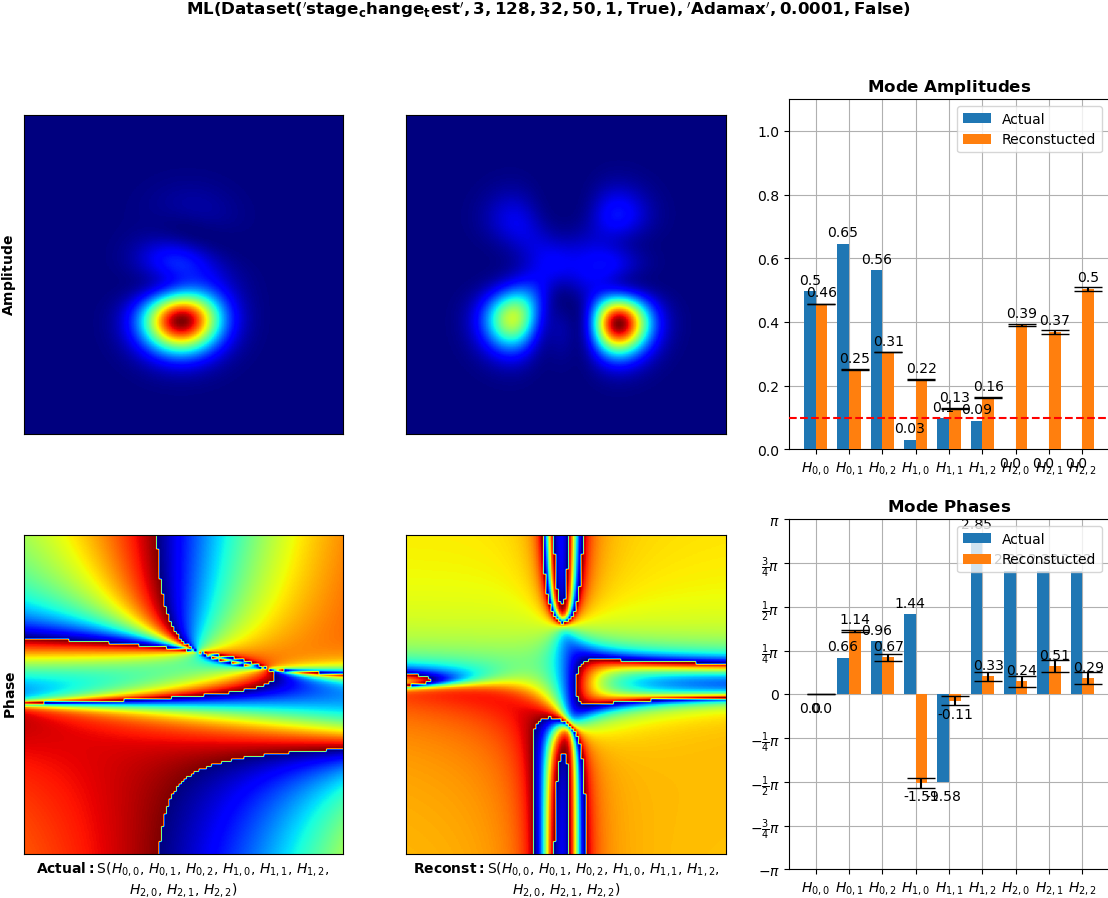 ML(Dataset('stage_change_test', 3, 128, 32, 50, 1, True), 'Adamax', 0.0001, False)
Amplitude
Mode Amplitudes
Actual
Reconstucted
1.0
0.8
0.6
0.4
0.2
0.0
0.5
0.46
0.65
0.25
0.56
0.31
0.03
0.22
0.1
0.13
0.09
0.16
0.0
0.39
0.0
0.37
0.0
0.5
H0,0 H0,1 H0,2 H1,0 H1,1 H1,2 H2,0 H2,1 H2,2
Phase
Mode Phases
Actual
Reconstucted
π
3/4π
1/2π
1/4π
0
−1/4π
−1/2π
−3/4π
−π
0.0
0.0
0.66
1.14
0.96
0.67
1.44
-1.59
-1.58
-0.11
2.85
0.33
0.24
0.51
0.29
H0,0 H0,1 H0,2 H1,0 H1,1 H1,2 H2,0 H2,1 H2,2
Actual: S(H0,0, H0,1, H0,2, H1,0, H1,1, H1,2,
H2,0, H2,1, H2,2)
Reconst: S(H0,0, H0,1, H0,2, H1,0, H1,1, H1,2,
H2,0, H2,1, H2,2)